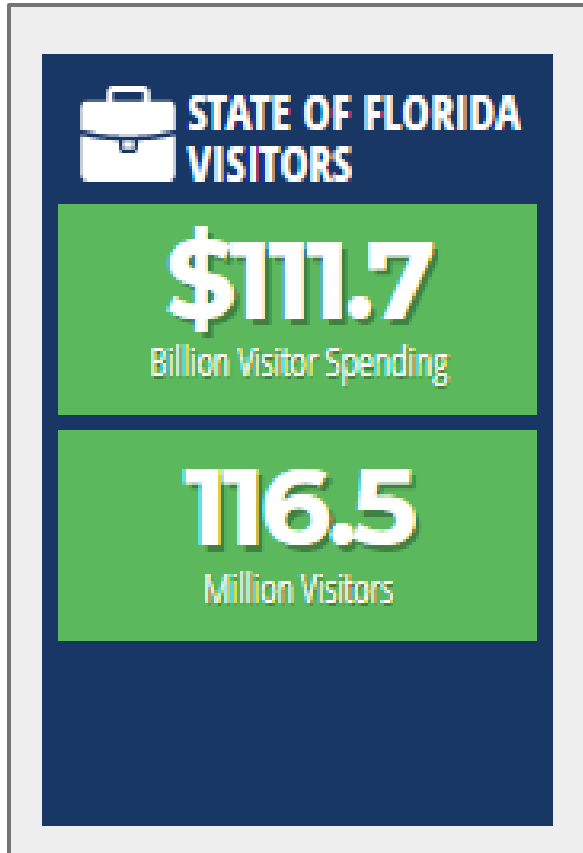 STATE OF FLORIDA
VISITORS
$111.7
Billion Visitor Spending
116.5
Million Visitors